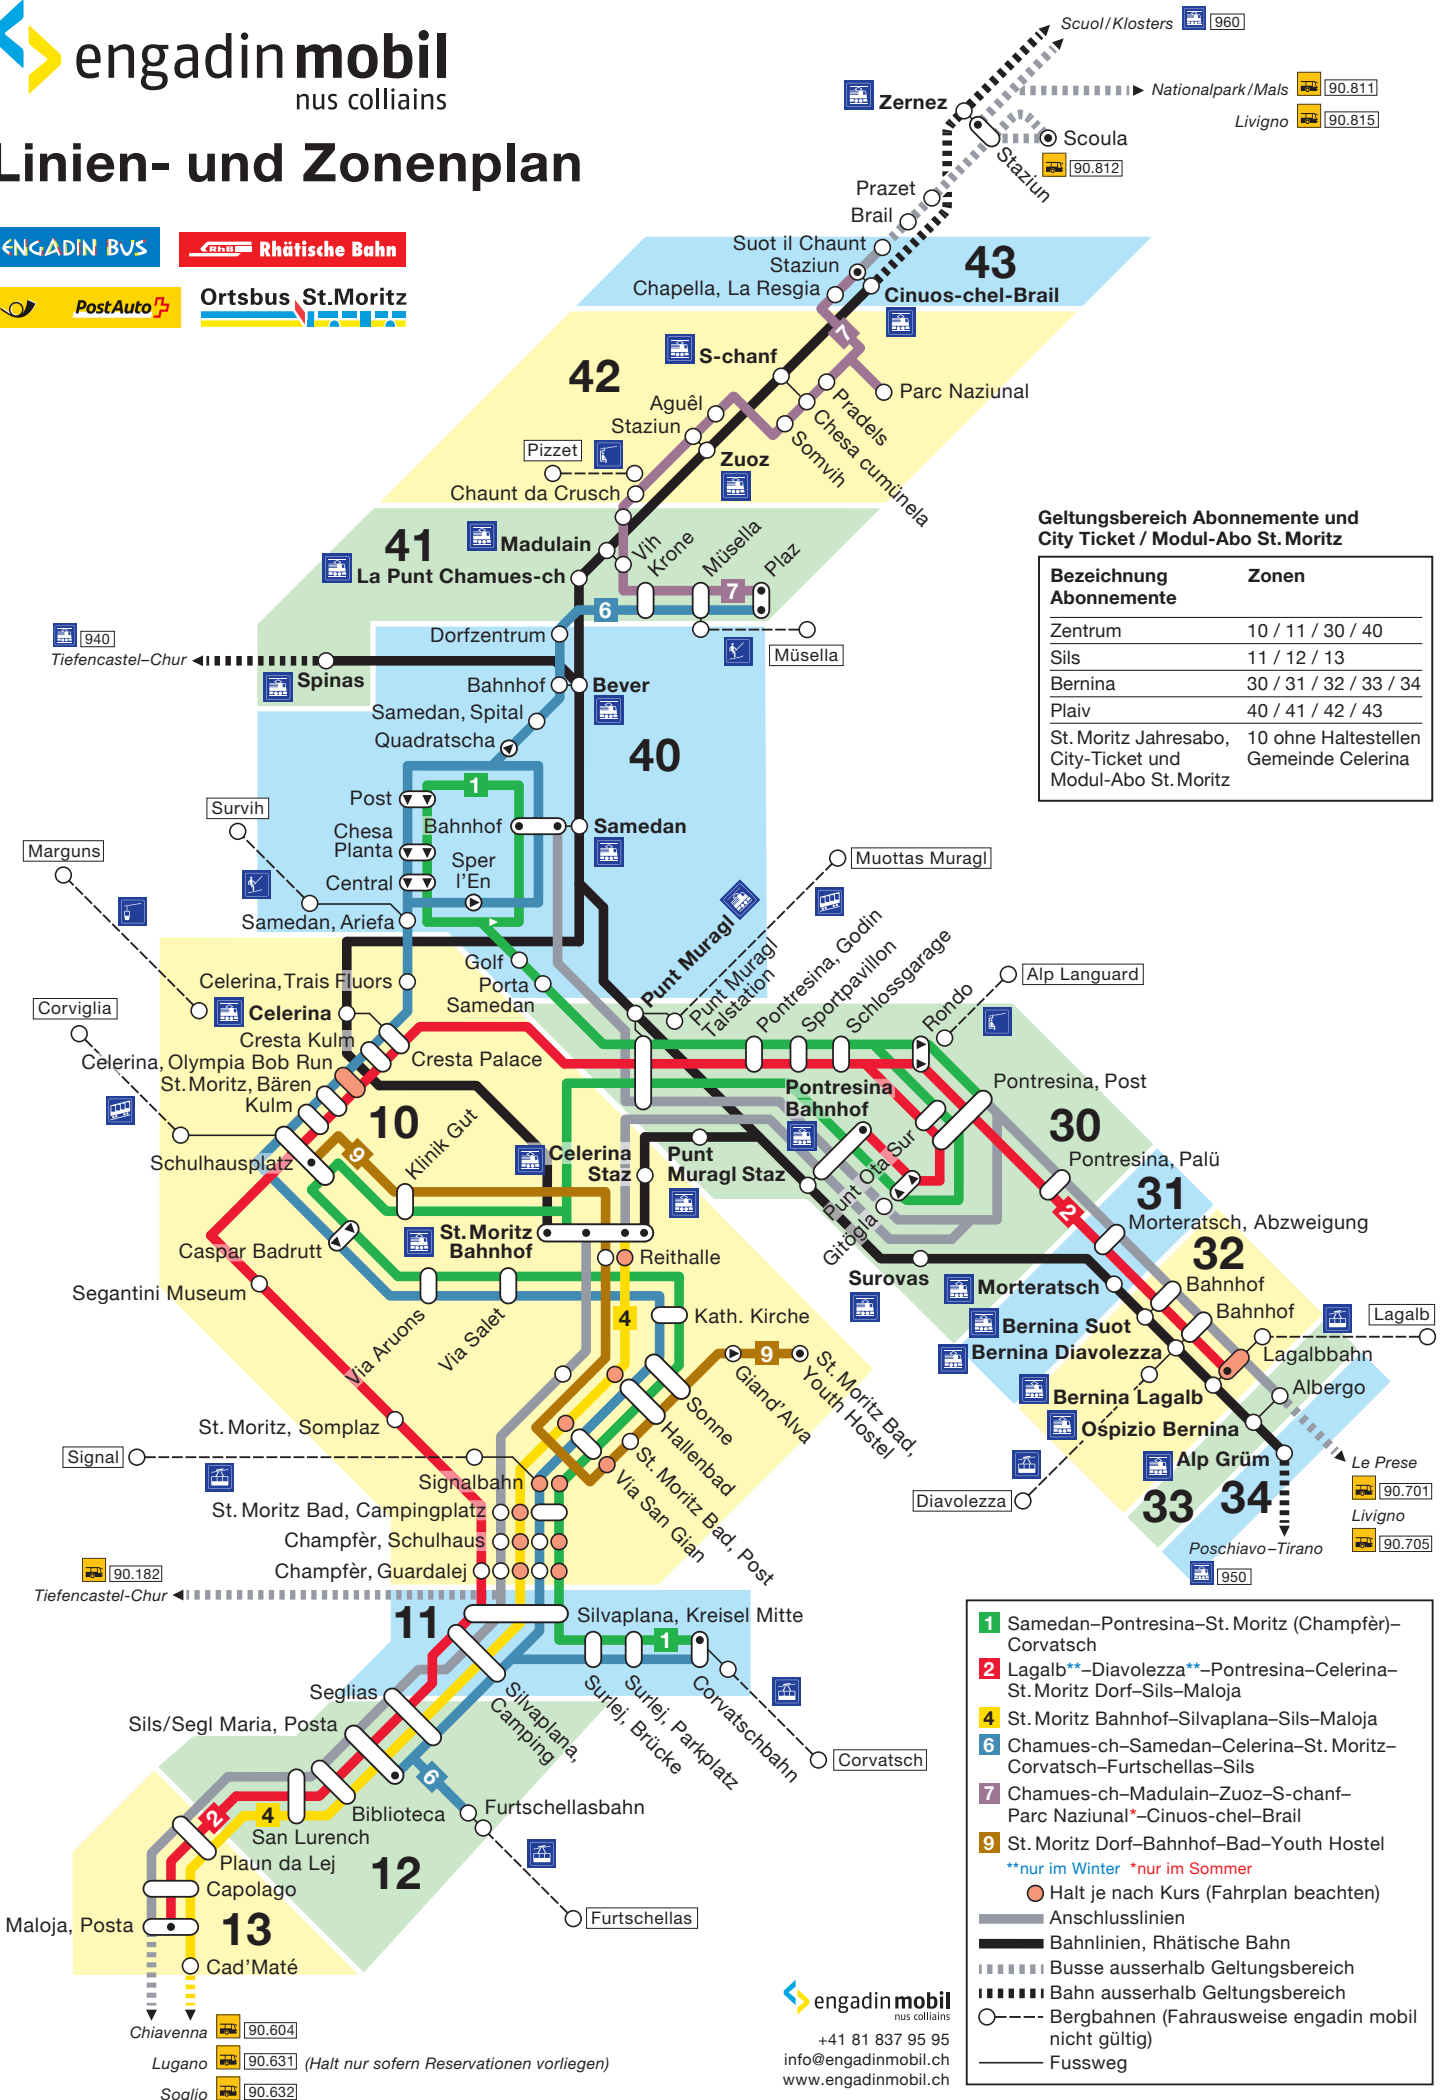 engadin mobil
nus colliains
Linien- und Zonenplan
ENGADIN BUS
RhB Rhätische Bahn
PostAuto
Ortsbus St.Moritz
Scuol/Klosters 960
Nationalpark/Mals 90.811
Livigno 90.815
Zernez
Staziun
Scoula
90.812
Prazet
Brail
Suot il Chaunt
Staziun
Chapella, La Resgia
43
Cinuos-chel-Brail
7
42
S-chanf
Parc Naziunal
Pradels
Chesa cumünela
Somvih
Aguêl
Staziun
Zuoz
Pizzet
Chaunt da Crusch
41
Madulain
La Punt Chamues-ch
Vih
Krone
Müsella
Plaz
7
6
Müsella
Geltungsbereich Abonnemente und
City Ticket / Modul-Abo St. Moritz
Bezeichnung Abonnemente Zonen
Zentrum 10 / 11 / 30 / 40
Sils 11 / 12 / 13
Bernina 30 / 31 / 32 / 33 / 34
Plaiv 40 / 41 / 42 / 43
St. Moritz Jahresabo, 10 ohne Haltestellen
City-Ticket und Gemeinde Celerina
Modul-Abo St. Moritz
940
Tiefencastel–Chur
Spinas
Dorfzentrum
Bahnhof
Bever
Samedan, Spital
Quadratscha
40
1
Post
Chesa
Planta
Bahnhof
Samedan
Sper
l'En
Central
Samedan, Ariefa
Survih
Marguns
Corviglia
Golf
Porta
Samedan
Punt Muragl
Punt Muragl
Talstation
Muottas Muragl
Pontresina, Godin
Sportpavillon
Schlossgarage
Rondo
Alp Languard
Celerina, Trais Fluors
Celerina
Cresta Kulm
Cresta Palace
Celerina, Olympia Bob Run
St. Moritz, Bären
Kulm
10
Schulhausplatz
9
Klinik Gut
Celerina
Staz
Punt
Muragl Staz
Pontresina
Bahnhof
Pontresina, Post
30
Punt Ota Sur
Gitögla
Pontresina, Palü
31
2
Morteratsch, Abzweigung
32
Bahnhof
Bahnhof
Lagalb
Lagalbbahn
Albergo
Surovas
Morteratsch
Bernina Suot
Bernina Diavolezza
Bernina Lagalb
Ospizio Bernina
Alp Grüm
33
34
Diavolezza
Le Prese
90.701
Livigno
90.705
Poschiavo–Tirano
950
St. Moritz
Bahnhof
Caspar Badrutt
Segantini Museum
Reithalle
4
Kath. Kirche
Via Aruons
Via Salet
9
Giand'Alva
St. Moritz Bad,
Youth Hostel
Sonne
Hallenbad
St. Moritz Bad, Post
Via San Gian
St. Moritz, Somplaz
Signal
Signalbahn
St. Moritz Bad, Campingplatz
Champfèr, Schulhaus
Champfèr, Guardalej
90.182
Tiefencastel-Chur
11
Silvaplana, Kreisel Mitte
1
Silvaplana,
Camping
Surlej, Brücke
Surlej, Parkplatz
Corvatschbahn
Corvatsch
Seglias
Sils/Segl Maria, Posta
6
Furtschellasbahn
Furtschellas
Biblioteca
San Lurench
2
4
Plaun da Lej
12
Capolago
Maloja, Posta
13
Cad'Maté
Chiavenna 90.604
Lugano 90.631 (Halt nur sofern Reservationen vorliegen)
Soglio 90.632
1 Samedan–Pontresina–St. Moritz (Champfèr)–
Corvatsch
2 Lagalb**–Diavolezza**–Pontresina–Celerina–
St. Moritz Dorf–Sils–Maloja
4 St. Moritz Bahnhof–Silvaplana–Sils–Maloja
6 Chamues-ch–Samedan–Celerina–St. Moritz–
Corvatsch–Furtschellas–Sils
7 Chamues-ch–Madulain–Zuoz–S-chanf–
Parc Naziunal*–Cinuos-chel–Brail
9 St. Moritz Dorf–Bahnhof–Bad–Youth Hostel
**nur im Winter *nur im Sommer
Halt je nach Kurs (Fahrplan beachten)
Anschlusslinien
Bahnlinien, Rhätische Bahn
Busse ausserhalb Geltungsbereich
Bahn ausserhalb Geltungsbereich
Bergbahnen (Fahrausweise engadin mobil
nicht gültig)
Fussweg
engadin mobil
nus colliains
+41 81 837 95 95
info@engadinmobil.ch
www.engadinmobil.ch